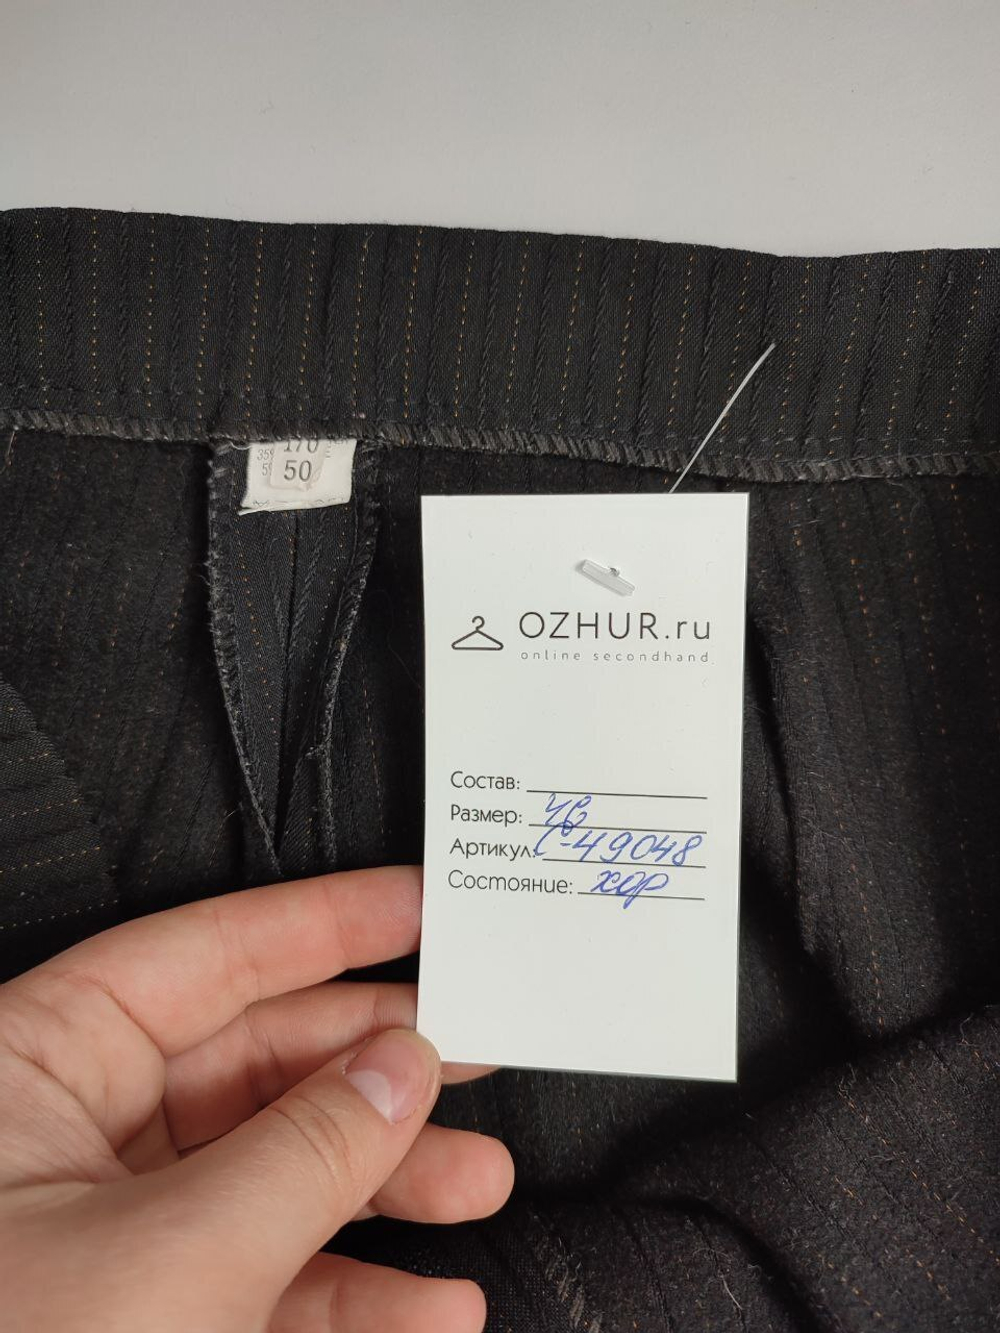 170
50
OZHUR.ru
online secondhand
Состав:
Размер: 46
Артикул: С-49048
Состояние: хор